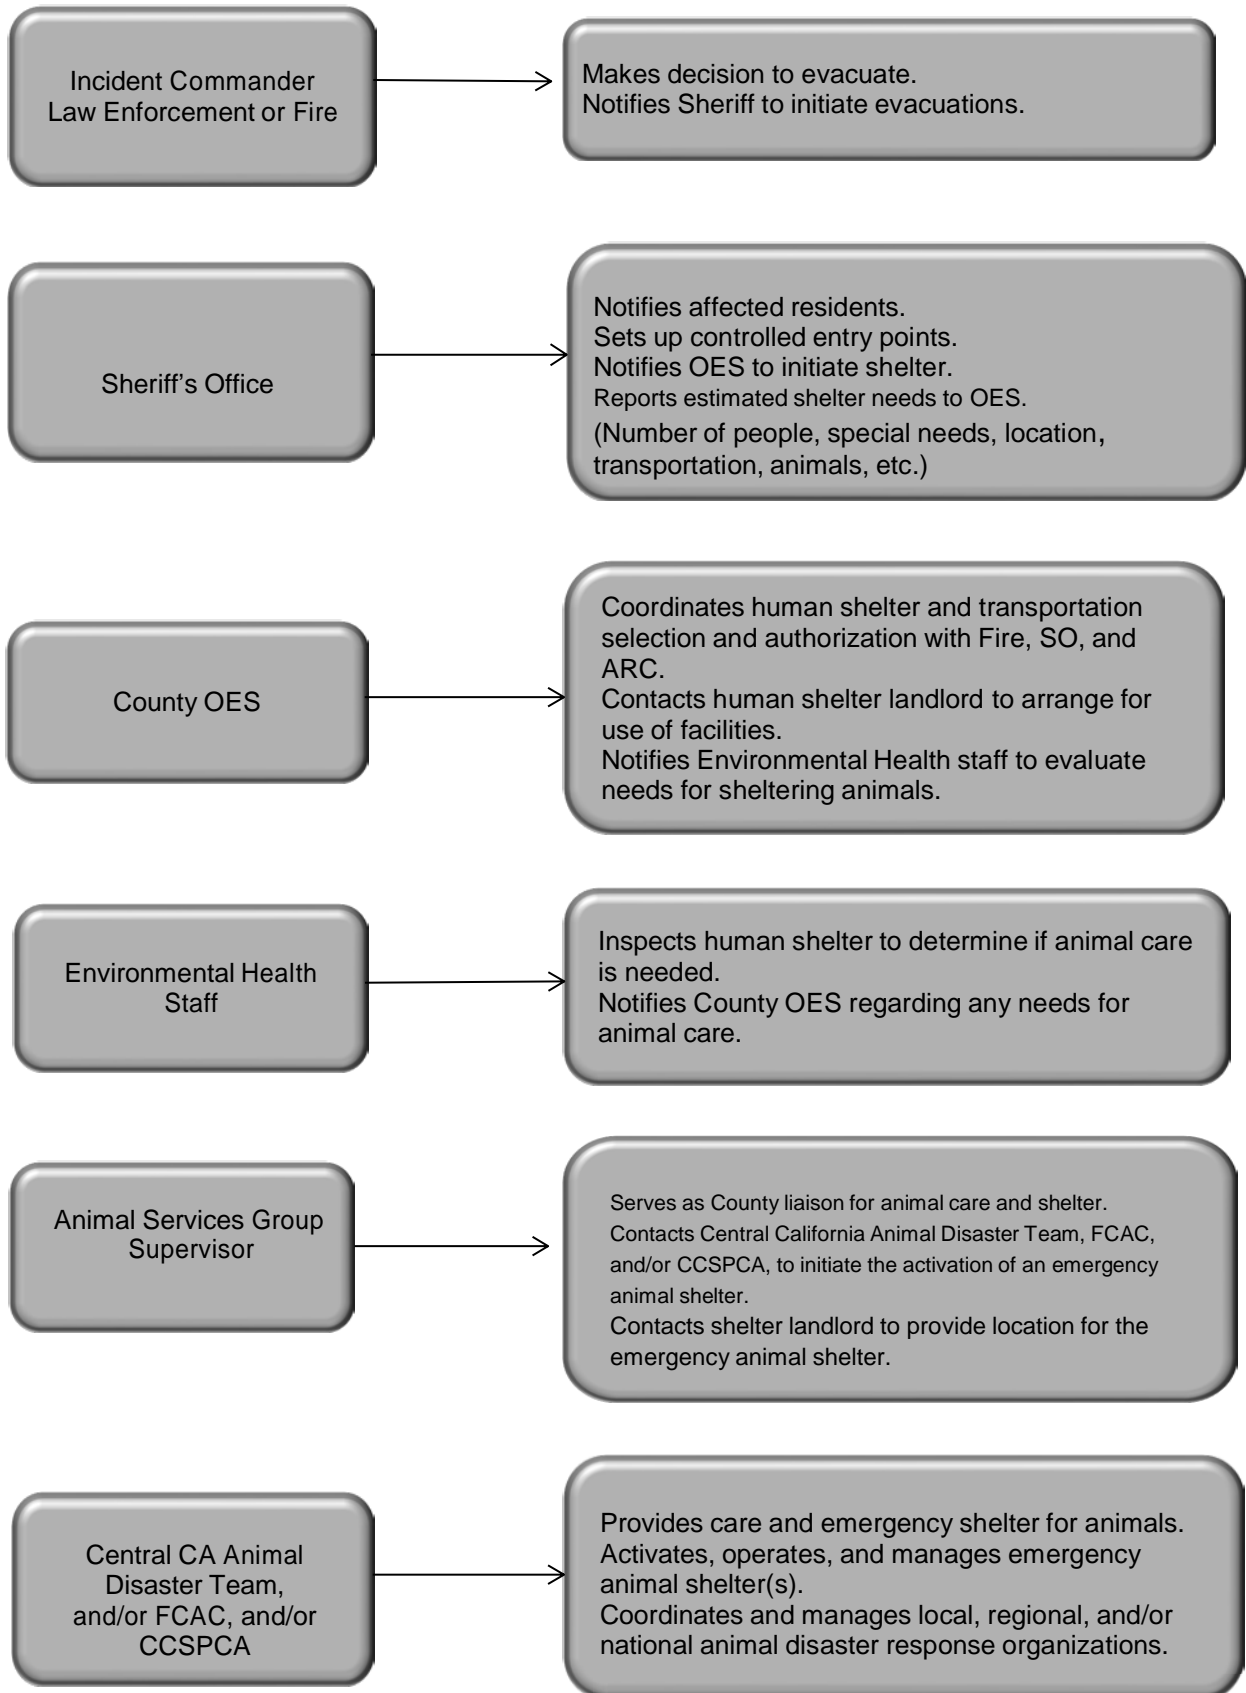 Incident Commander
Law Enforcement or Fire
Makes decision to evacuate.
Notifies Sheriff to initiate evacuations.
Sheriff’s Office
Notifies affected residents.
Sets up controlled entry points.
Notifies OES to initiate shelter.
Reports estimated shelter needs to OES.
(Number of people, special needs, location,
transportation, animals, etc.)
County OES
Coordinates human shelter and transportation
selection and authorization with Fire, SO, and
ARC.
Contacts human shelter landlord to arrange for
use of facilities.
Notifies Environmental Health staff to evaluate
needs for sheltering animals.
Environmental Health
Staff
Inspects human shelter to determine if animal care
is needed.
Notifies County OES regarding any needs for
animal care.
Animal Services Group
Supervisor
Serves as County liaison for animal care and shelter.
Contacts Central California Animal Disaster Team, FCAC,
and/or CCSPCA, to initiate the activation of an emergency
animal shelter.
Contacts shelter landlord to provide location for the
emergency animal shelter.
Central CA Animal
Disaster Team,
and/or FCAC, and/or
CCSPCA
Provides care and emergency shelter for animals.
Activates, operates, and manages emergency
animal shelter(s).
Coordinates and manages local, regional, and/or
national animal disaster response organizations.